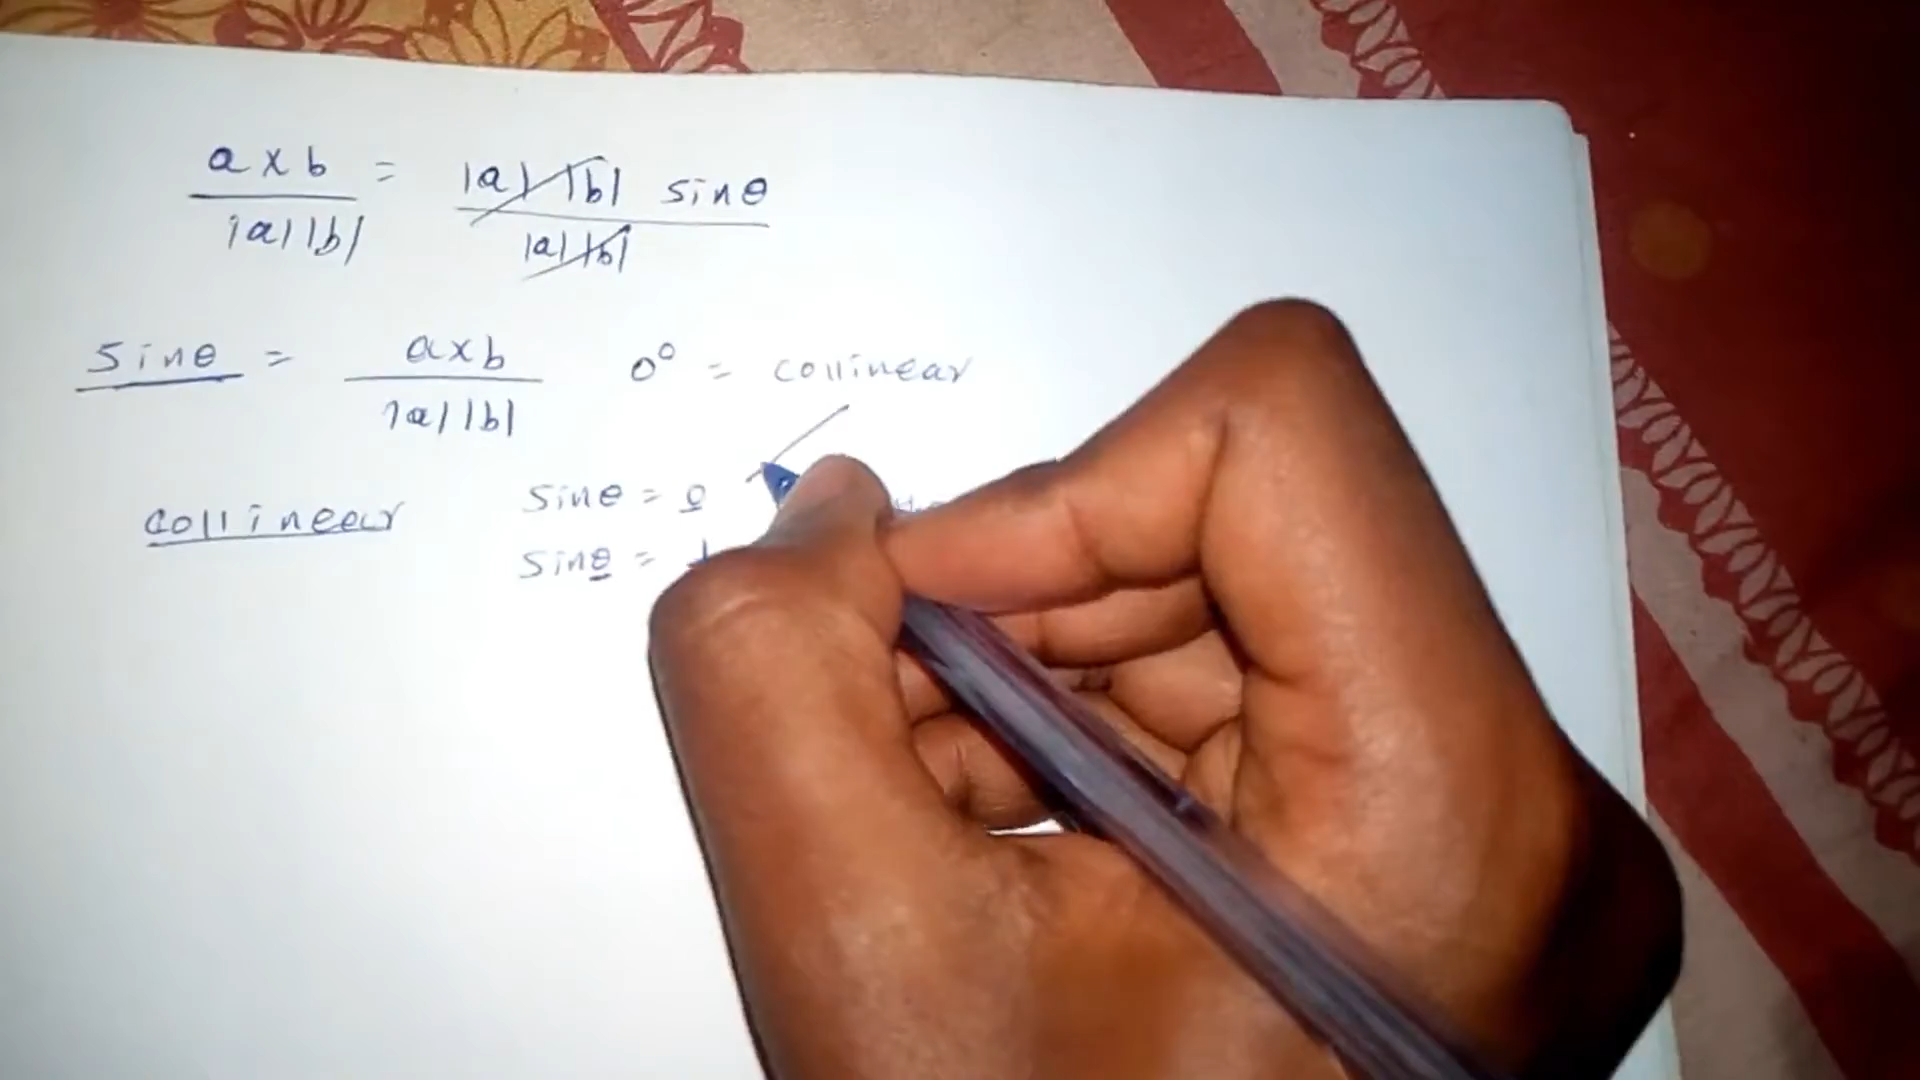 a x b = |a| |b| sinθ
|a| |b| |a| |b|
sinθ = a x b 0° = collinear
|a| |b|
collinear sinθ = 0
sinθ =